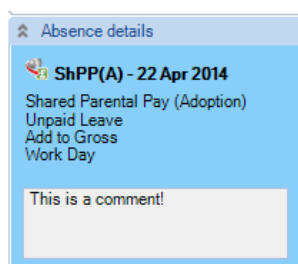 Absence details
ShPP(A) - 22 Apr 2014
Shared Parental Pay (Adoption)
Unpaid Leave
Add to Gross
Work Day
This is a comment!